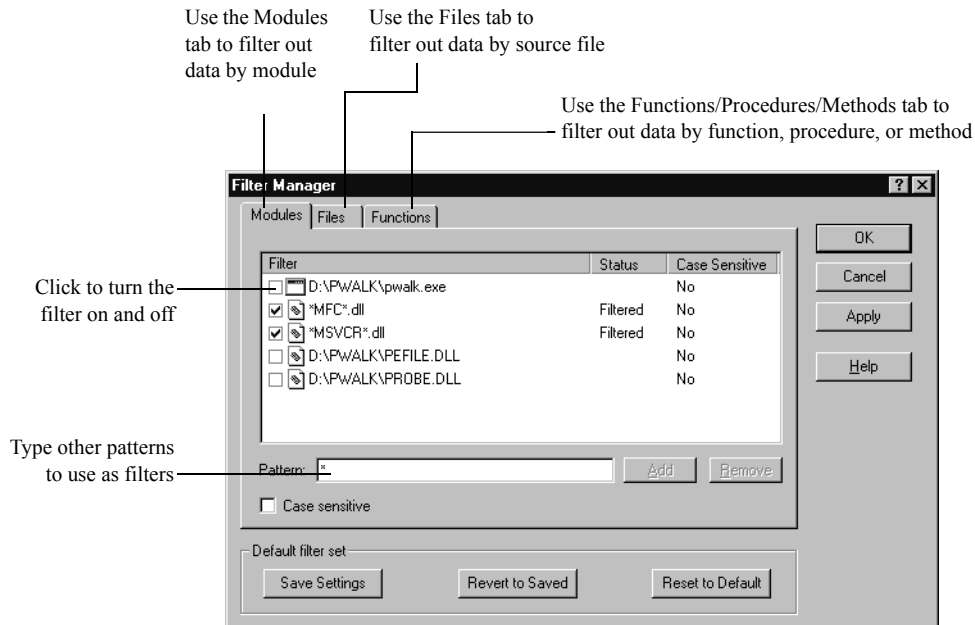 Use the Modules
tab to filter out
data by module
Use the Files tab to
filter out data by source file
Use the Functions/Procedures/Methods tab to
filter out data by function, procedure, or method
Filter Manager
Modules Files Functions
OK
Cancel
Apply
Help
Filter Status Case Sensitive
D:\PWALK\pwalk.exe No
*MFC*.dll Filtered No
*MSVCR*.dll Filtered No
D:\PWALK\PEFILE.DLL No
D:\PWALK\PROBE.DLL No
Click to turn the
filter on and off
Type other patterns
to use as filters
Pattern: * Add Remove
Case sensitive
Default filter set
Save Settings Revert to Saved Reset to Default